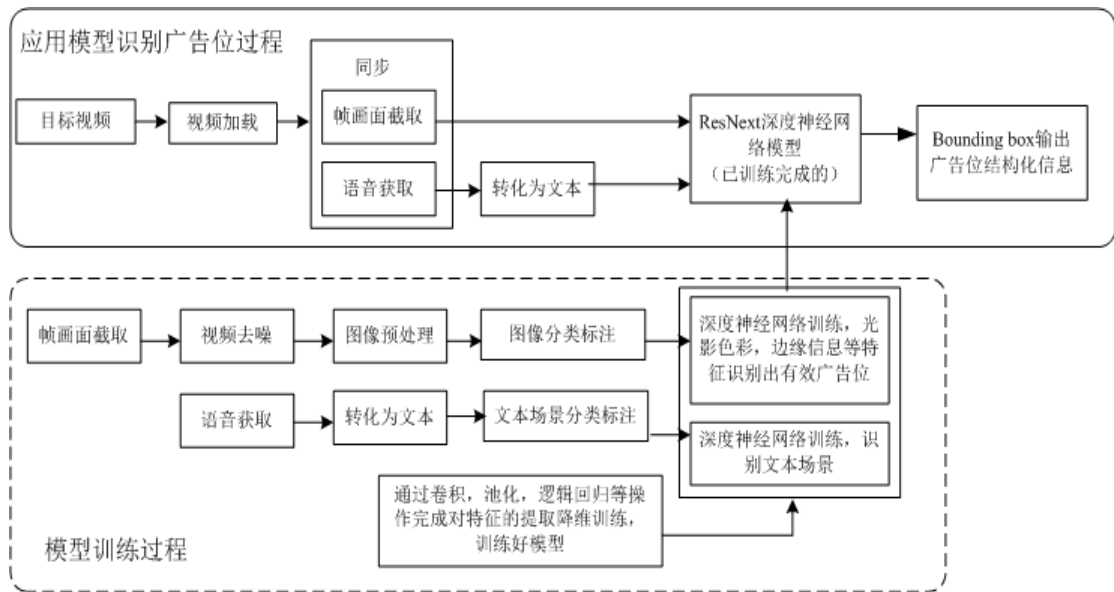 应用模型识别广告位过程
同步
目标视频
视频加载
帧画面截取
语音获取
转化为文本
ResNext深度神经网
络模型
（已训练完成的）
Bounding box输出
广告位结构化信息
帧画面截取
视频去噪
图像预处理
图像分类标注
深度神经网络训练，光
影色彩，边缘信息等特
征识别出有效广告位
语音获取
转化为文本
文本场景分类标注
深度神经网络训练，识
别文本场景
通过卷积，池化，逻辑回归等操
作完成对特征的提取降维训练，
训练好模型
模型训练过程